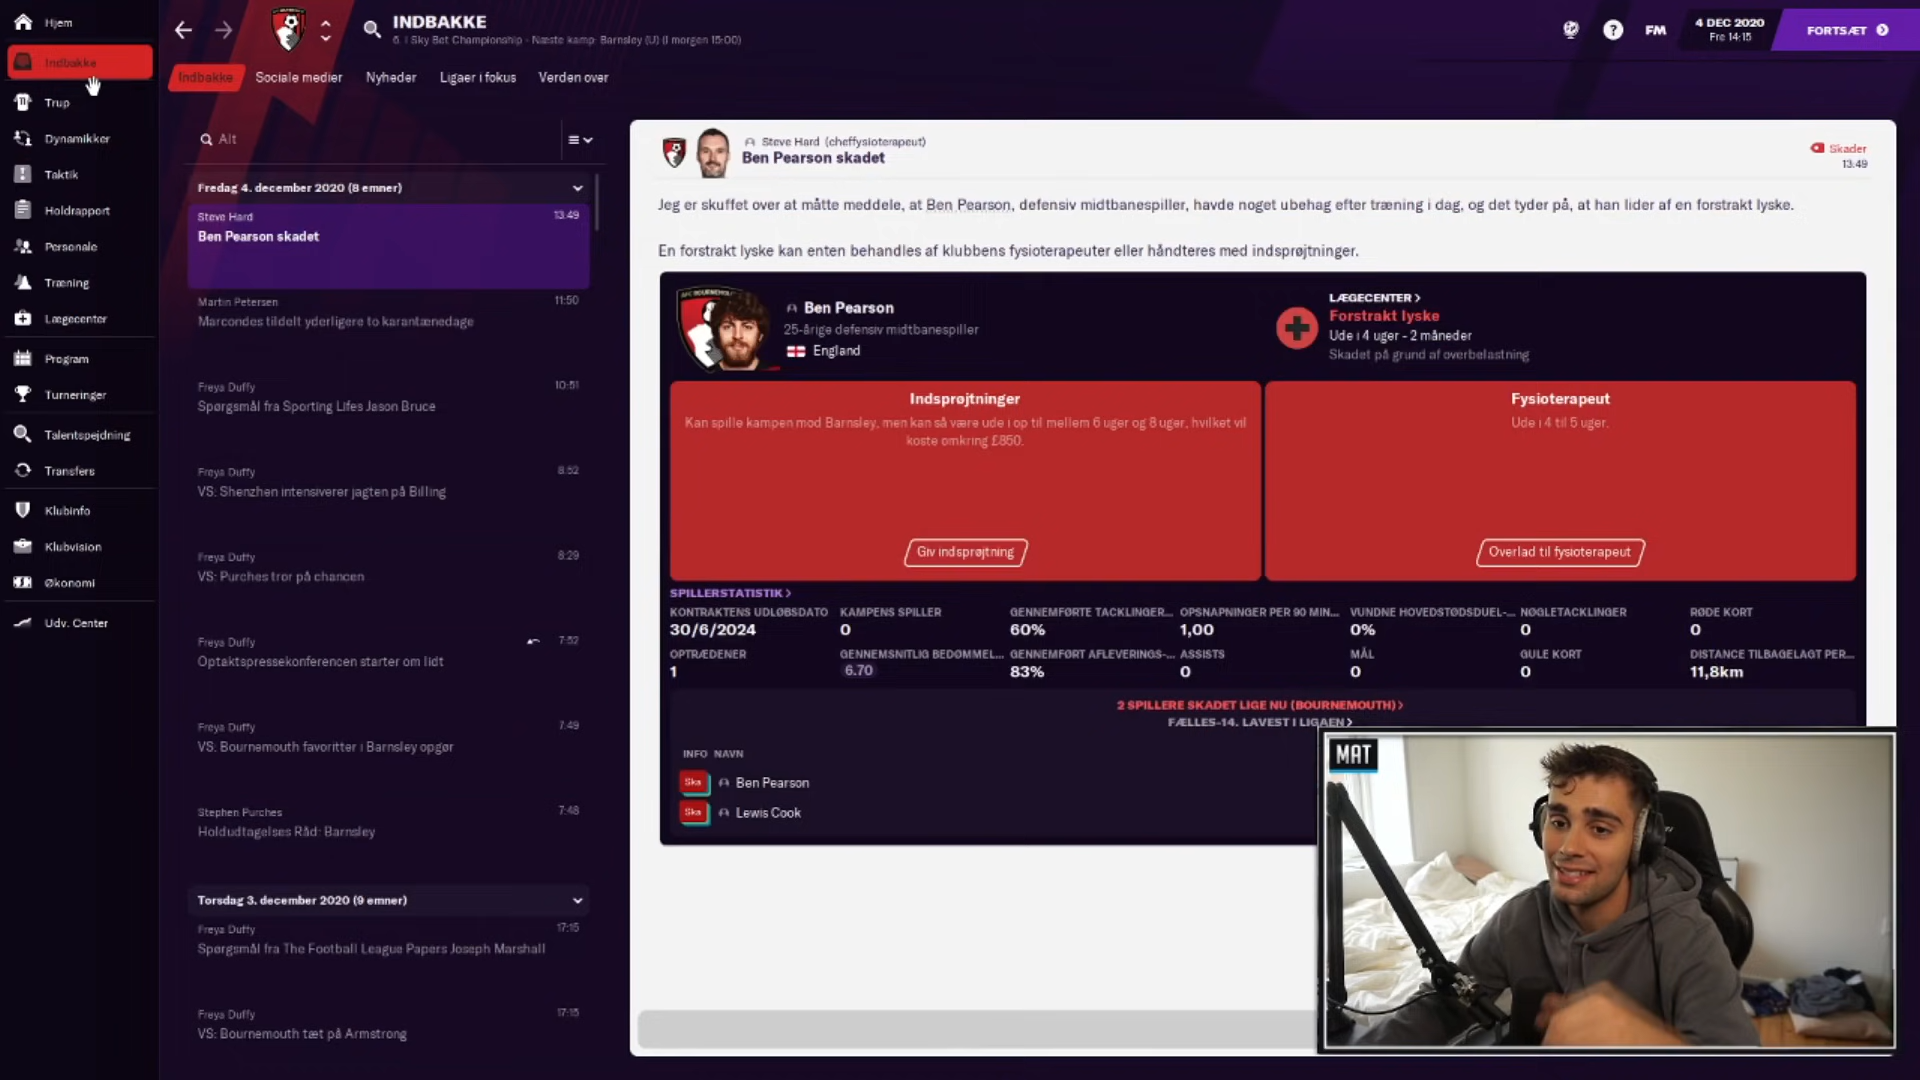 Hjem
Indbakke
Trup
Dynamikker
Taktik
Holdrapport
Personale
Træning
Lægecenter
Program
Turneringer
Talentspejdning
Transfers
Klubinfo
Klubvision
Økonomi
Udv. Center
INDBAKKE
6. i Sky Bet Championship - Næste kamp: Barnsley (U) (I morgen 15:00)
FM
4 DEC 2020
Fre 14:15
FORTSÆT
Indbakke
Sociale medier
Nyheder
Ligaer i fokus
Verden over
Alt
Fredag 4. december 2020 (8 emner)
Steve Hard 13:49
Ben Pearson skadet
Martin Petersen 11:50
Marcondes tildelt yderligere to karantænedage
Freya Duffy 10:51
Spørgsmål fra Sporting Lifes Jason Bruce
Freya Duffy 8:52
VS: Shenzhen intensiverer jagten på Billing
Freya Duffy 8:29
VS: Purches tror på chancen
Freya Duffy 7:52
Optaktspressekonferencen starter om lidt
Freya Duffy 7:49
VS: Bournemouth favoritter i Barnsley opgør
Stephen Purches 7:48
Holdudtagelses Råd: Barnsley
Torsdag 3. december 2020 (9 emner)
Freya Duffy 17:15
Spørgsmål fra The Football League Papers Joseph Marshall
Freya Duffy 17:15
VS: Bournemouth tæt på Armstrong
Steve Hard (cheffysioterapeut)
Ben Pearson skadet
Skader
13:49
Jeg er skuffet over at måtte meddele, at Ben Pearson, defensiv midtbanespiller, havde noget ubehag efter træning i dag, og det tyder på, at han lider af en forstrakt lyske.
En forstrakt lyske kan enten behandles af klubbens fysioterapeuter eller håndteres med indsprøjtninger.
Ben Pearson
25-årige defensiv midtbanespiller
England
LÆGECENTER >
Forstrakt lyske
Ude i 4 uger - 2 måneder
Skadet på grund af overbelastning
Indsprøjtninger
Kan spille kampen mod Barnsley, men kan så være ude i op til mellem 6 uger og 8 uger, hvilket vil
koste omkring £850.
Giv indsprøjtning
Fysioterapeut
Ude i 4 til 5 uger.
Overlad til fysioterapeut
SPILLERSTATISTIK >
KONTRAKTENS UDLØBSDATO KAMPENS SPILLER GENNEMFØRTE TACKLINGER... OPSNAPNINGER PER 90 MIN... VUNDNE HOVEDSTØDSDUEL-... NØGLETACKLINGER RØDE KORT
30/6/2024 0 60% 1,00 0% 0 0
OPTRÆDENER GENNEMSNITLIG BEDØMMEL... GENNEMFØRT AFLEVERINGS-... ASSISTS MÅL GULE KORT DISTANCE TILBAGELAGT PER...
1 6.70 83% 0 0 0 11,8km
2 SPILLERE SKADET LIGE NU (BOURNEMOUTH) >
FÆLLES-14. LAVEST I LIGAEN >
INFO NAVN
Ska Ben Pearson
Ska Lewis Cook
MAT